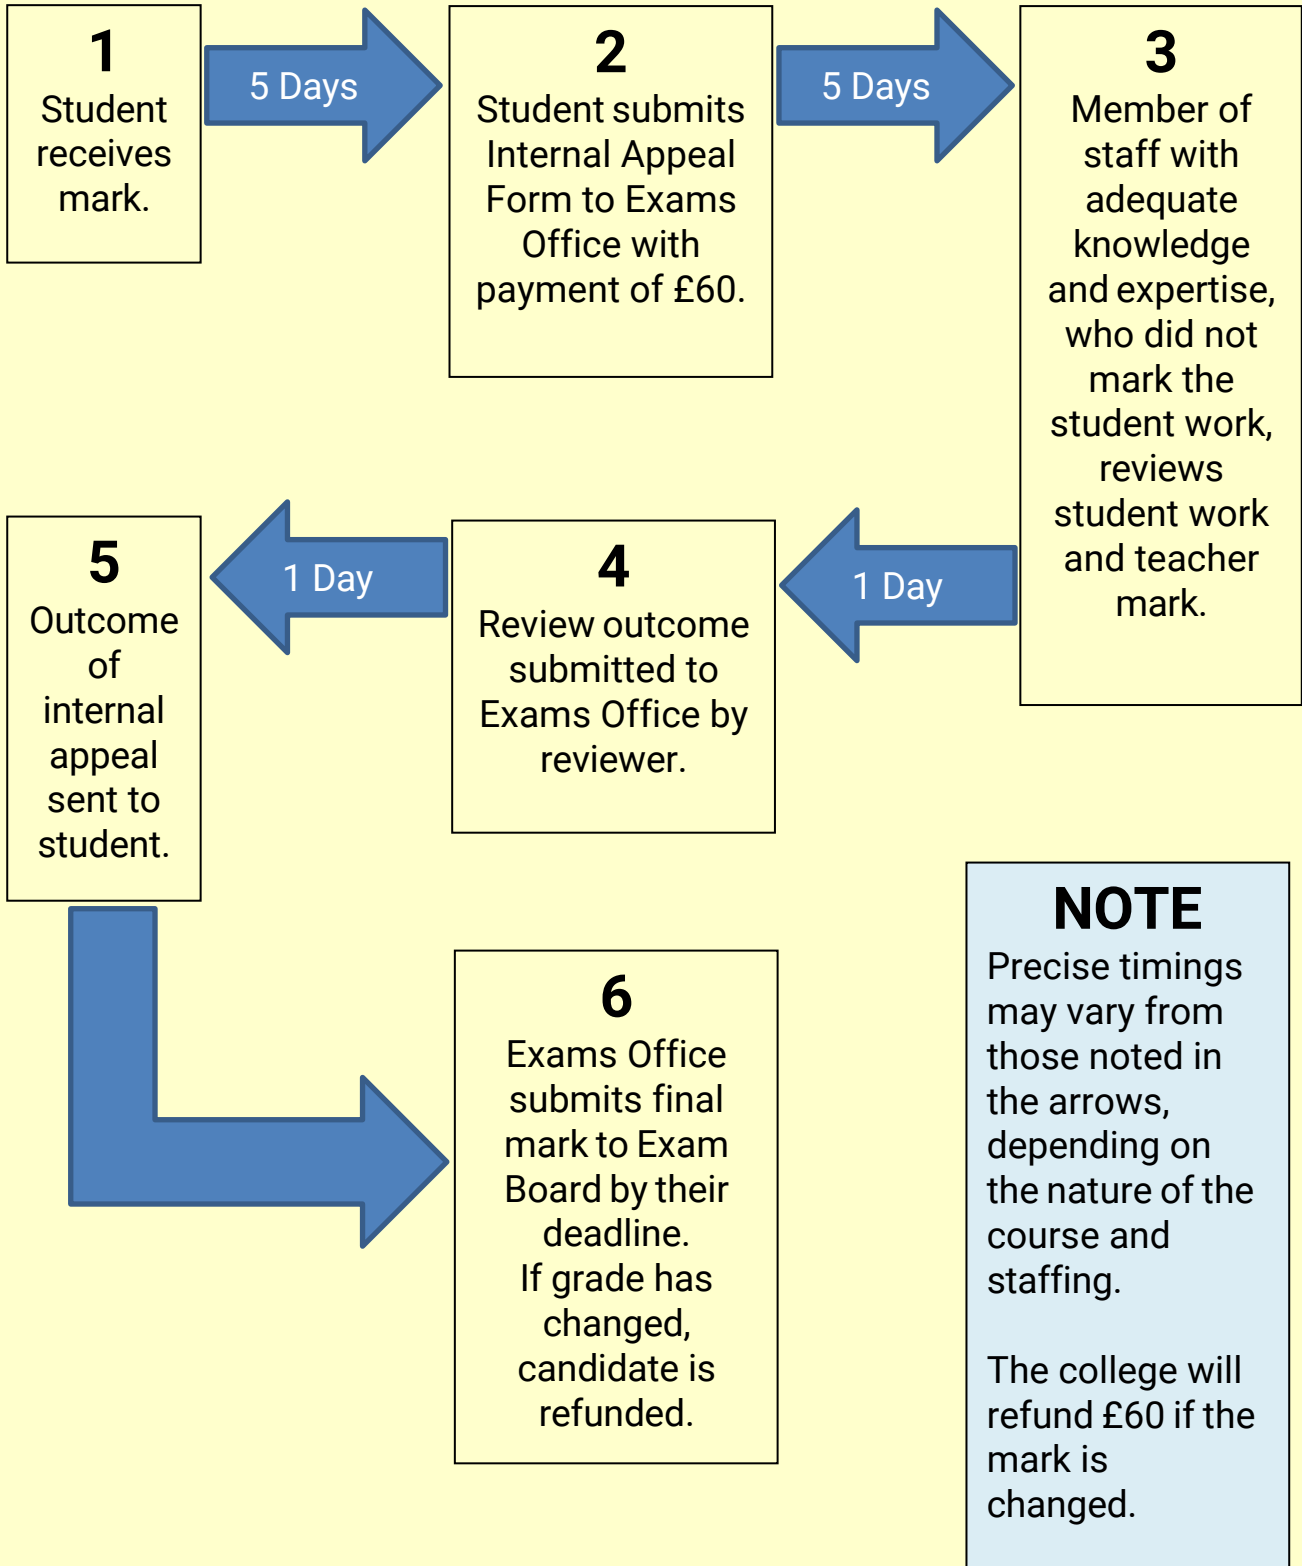 1
Student
receives
mark.
5 Days
2
Student submits
Internal Appeal
Form to Exams
Office with
payment of £60.
5 Days
3
Member of
staff with
adequate
knowledge
and expertise,
who did not
mark the
student work,
reviews
student work
and teacher
mark.
1 Day
4
Review outcome
submitted to
Exams Office by
reviewer.
1 Day
5
Outcome
of
internal
appeal
sent to
student.
6
Exams Office
submits final
mark to Exam
Board by their
deadline.
If grade has
changed,
candidate is
refunded.
NOTE
Precise timings
may vary from
those noted in
the arrows,
depending on
the nature of the
course and
staffing.
The college will
refund £60 if the
mark is
changed.